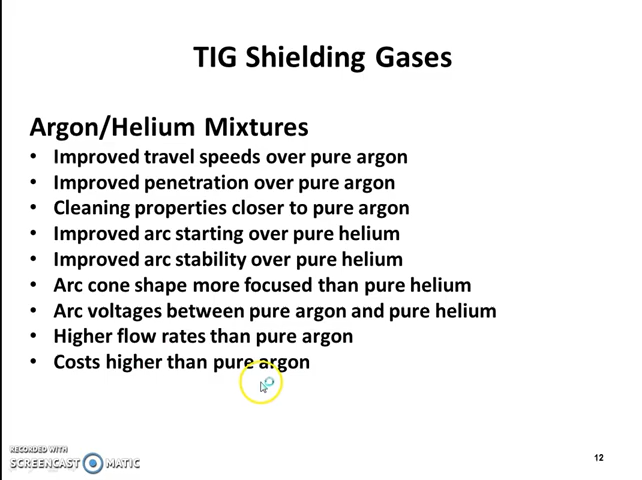 TIG Shielding Gases
Argon/Helium Mixtures
• Improved travel speeds over pure argon
• Improved penetration over pure argon
• Cleaning properties closer to pure argon
• Improved arc starting over pure helium
• Improved arc stability over pure helium
• Arc cone shape more focused than pure helium
• Arc voltages between pure argon and pure helium
• Higher flow rates than pure argon
• Costs higher than pure argon
RECORDED WITH
SCREENCAST MATIC
12